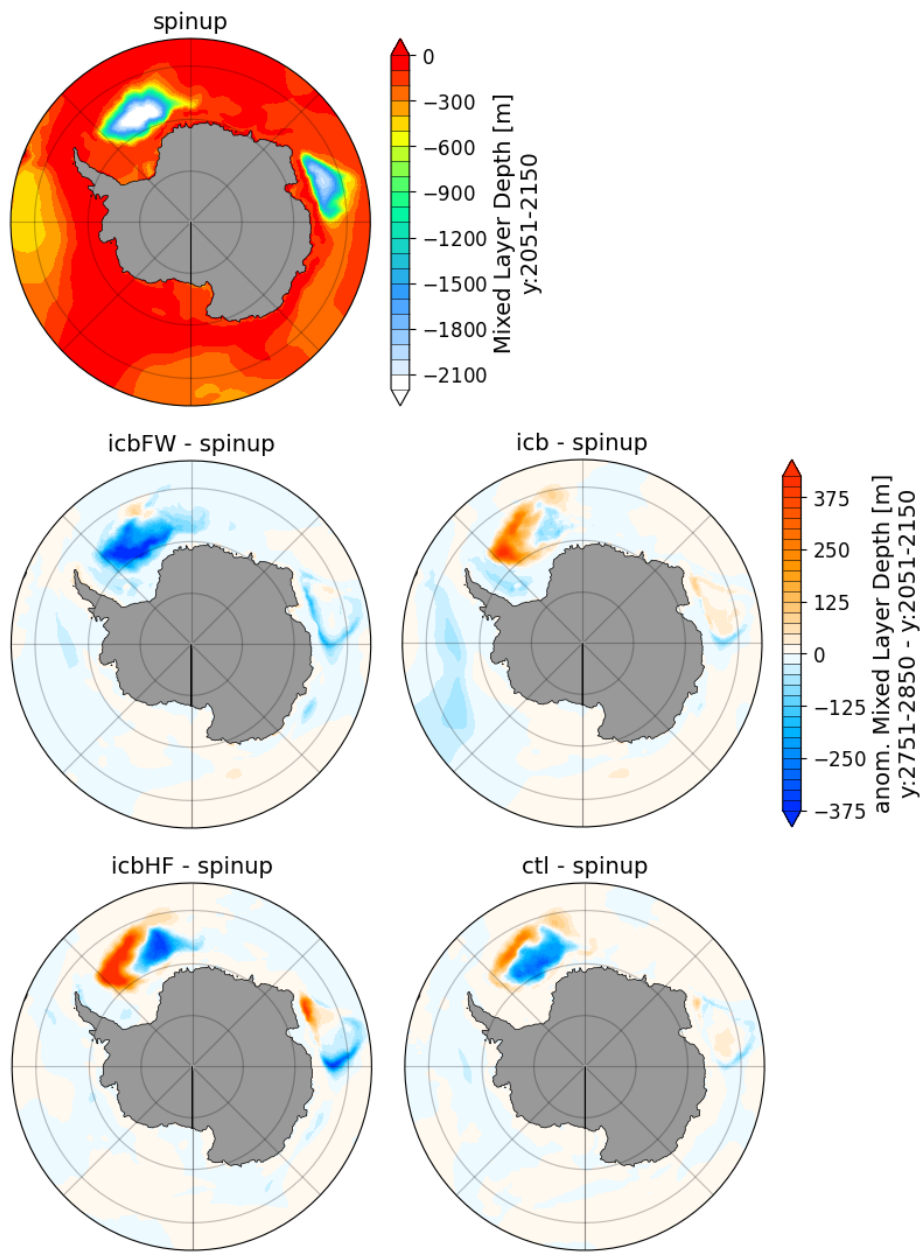 spinup
0
−300
−600
−900
−1200
−1500
−1800
−2100
Mixed Layer Depth [m]
y:2051-2150
icbFW - spinup
icb - spinup
375
250
125
0
−125
−250
−375
anom. Mixed Layer Depth [m]
y:2751-2850 - y:2051-2150
icbHF - spinup
ctl - spinup